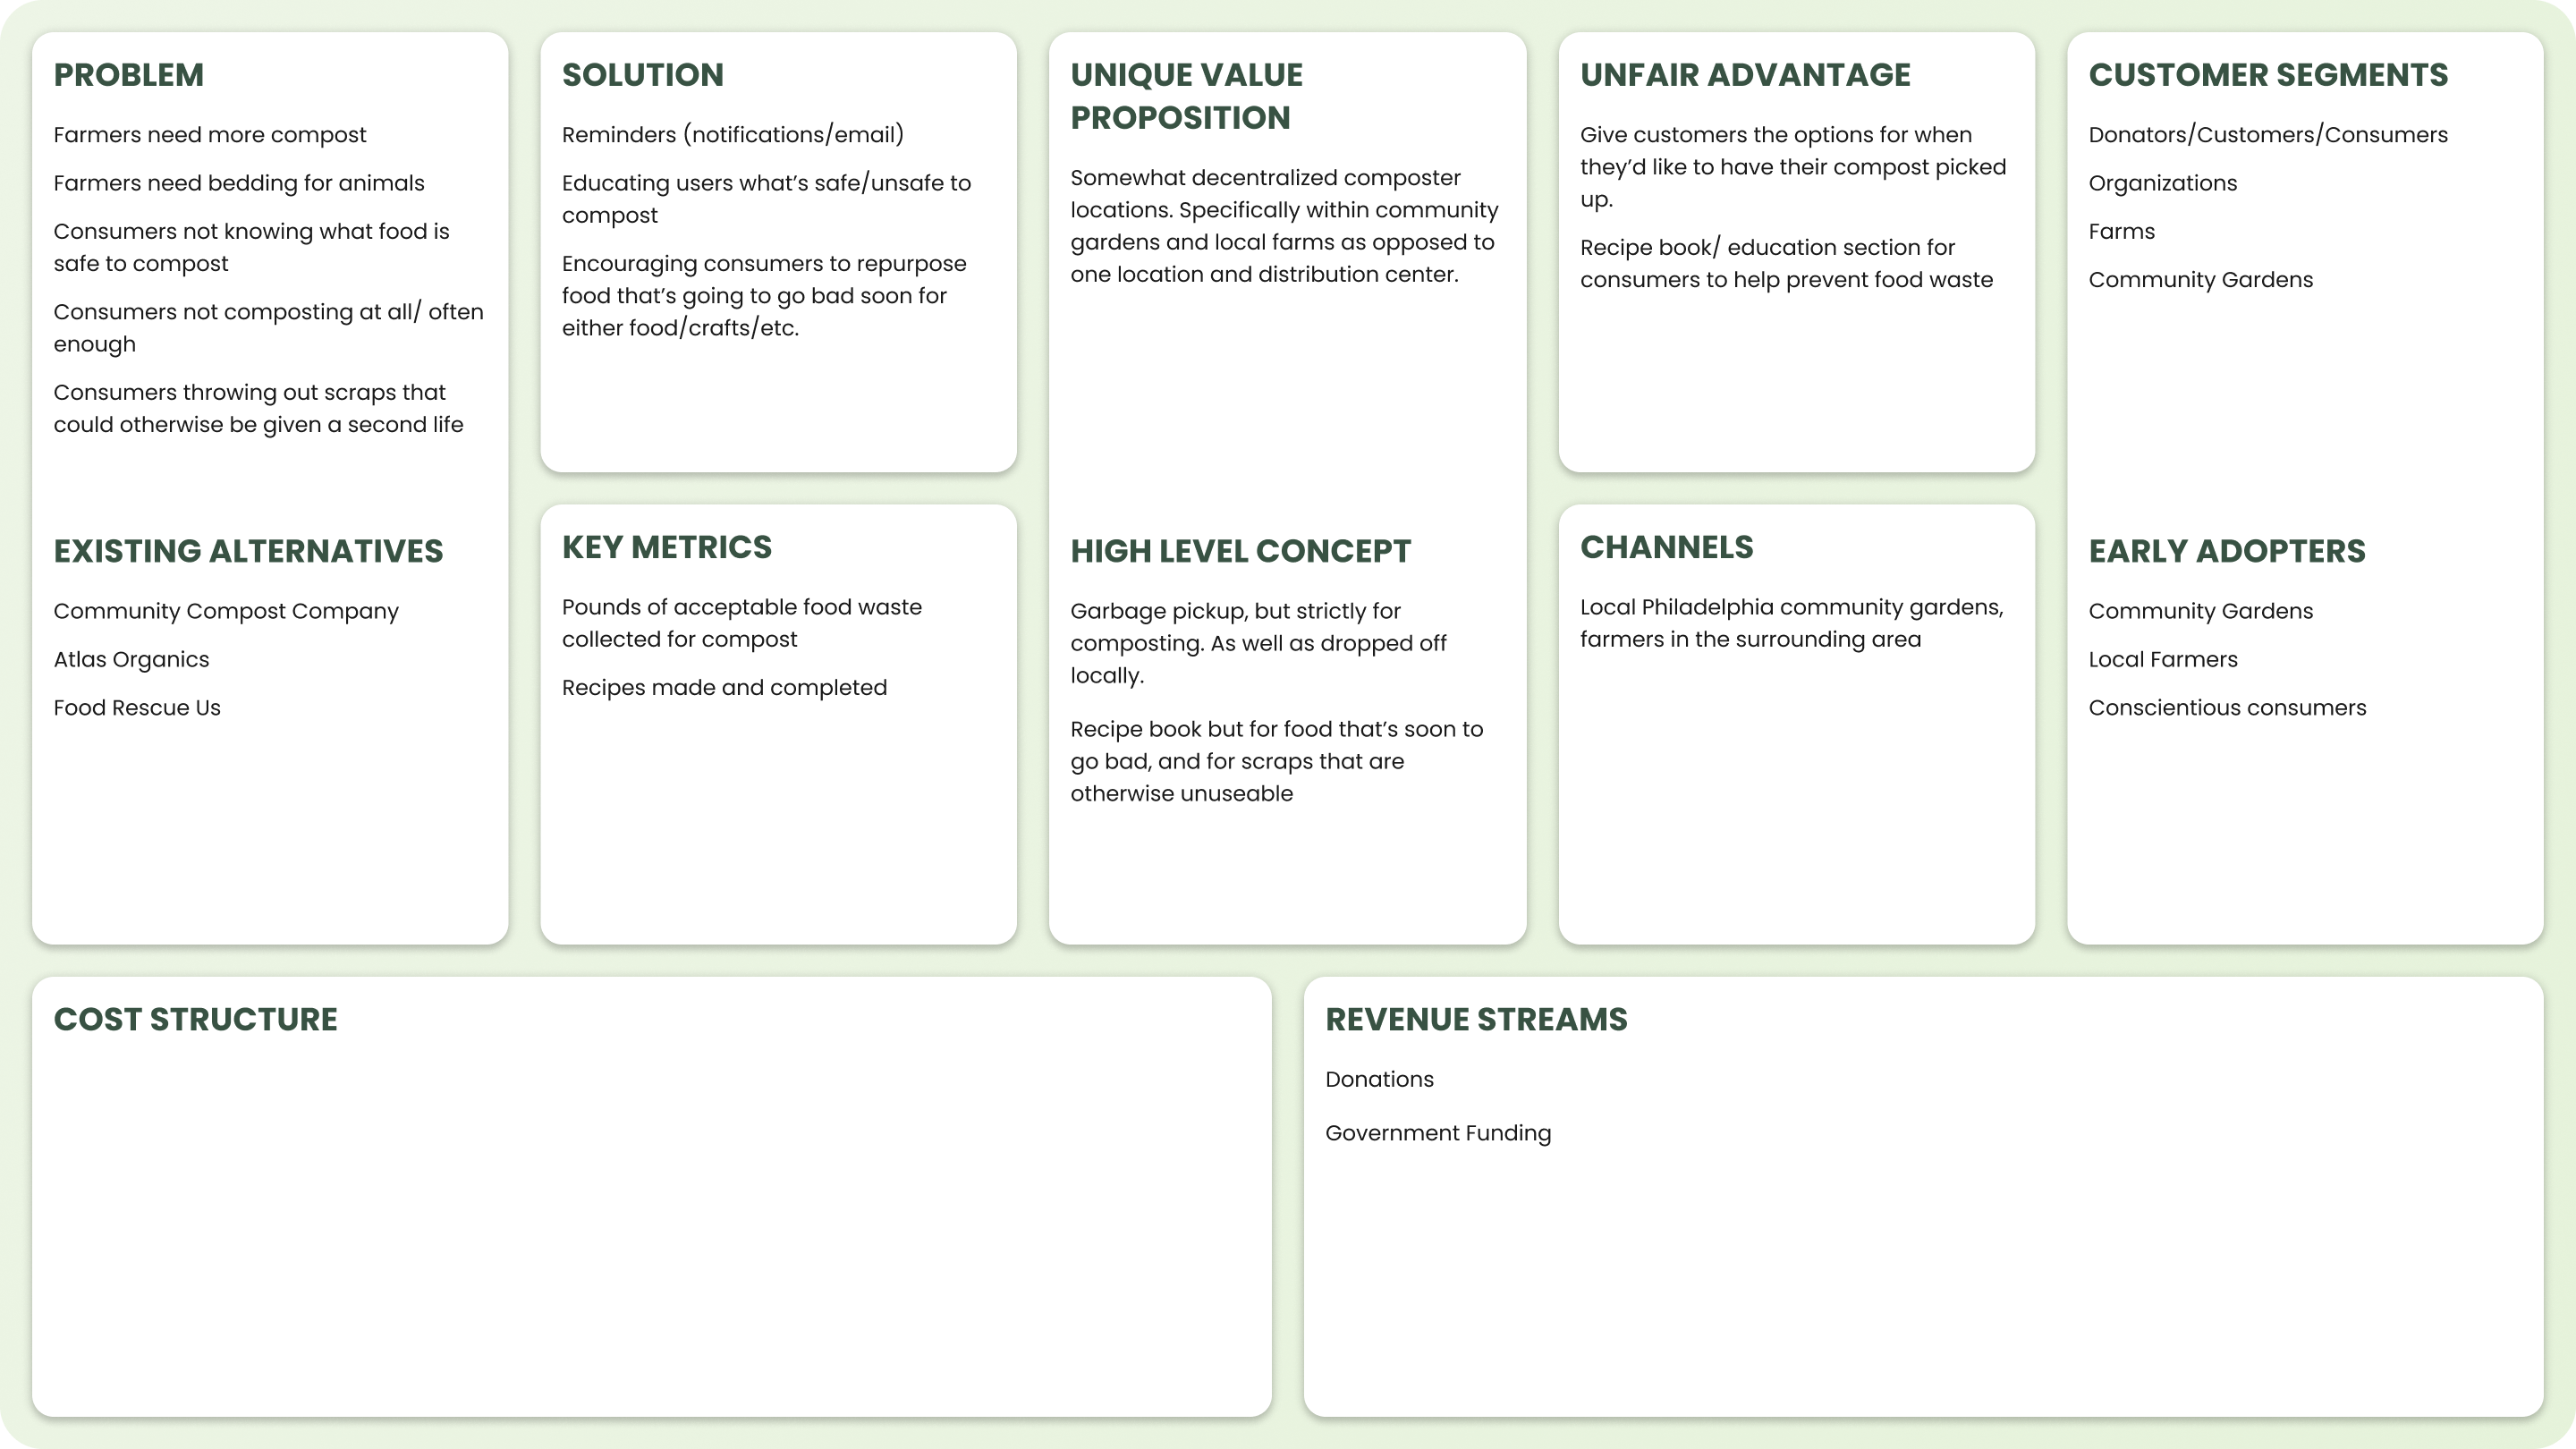 PROBLEM
Farmers need more compost
Farmers need bedding for animals
Consumers not knowing what food is
safe to compost
Consumers not composting at all/ often
enough
Consumers throwing out scraps that
could otherwise be given a second life
EXISTING ALTERNATIVES
Community Compost Company
Atlas Organics
Food Rescue Us
SOLUTION
Reminders (notifications/email)
Educating users what’s safe/unsafe to
compost
Encouraging consumers to repurpose
food that’s going to go bad soon for
either food/crafts/etc.
KEY METRICS
Pounds of acceptable food waste
collected for compost
Recipes made and completed
UNIQUE VALUE
PROPOSITION
Somewhat decentralized composter
locations. Specifically within community
gardens and local farms as opposed to
one location and distribution center.
HIGH LEVEL CONCEPT
Garbage pickup, but strictly for
composting. As well as dropped off
locally.
Recipe book but for food that’s soon to
go bad, and for scraps that are
otherwise unuseable
UNFAIR ADVANTAGE
Give customers the options for when
they’d like to have their compost picked
up.
Recipe book/ education section for
consumers to help prevent food waste
CHANNELS
Local Philadelphia community gardens,
farmers in the surrounding area
CUSTOMER SEGMENTS
Donators/Customers/Consumers
Organizations
Farms
Community Gardens
EARLY ADOPTERS
Community Gardens
Local Farmers
Conscientious consumers
COST STRUCTURE
REVENUE STREAMS
Donations
Government Funding